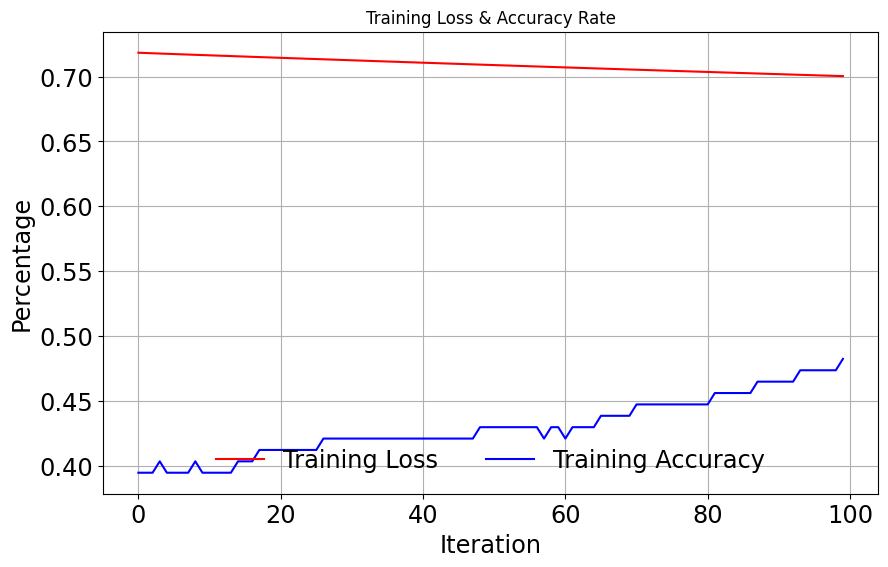 Training Loss & Accuracy Rate
0.70
0.65
0.60
0.55
0.50
0.45
0.40
Percentage
Training Loss Training Accuracy
0 20 40 60 80 100
Iteration